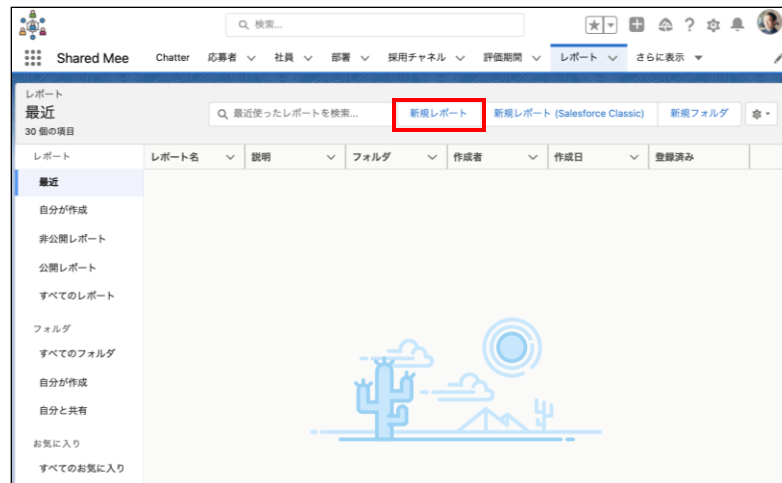 検索...
Shared Mee Chatter 応募者 社員 部署 採用チャネル 評価期間 レポート さらに表示
レポート
最近
30 個の項目
最近使ったレポートを検索... 新規レポート 新規レポート (Salesforce Classic) 新規フォルダ
レポート
レポート名 説明 フォルダ 作成者 作成日 登録済み
最近
自分が作成
非公開レポート
公開レポート
すべてのレポート
フォルダ
すべてのフォルダ
自分が作成
自分と共有
お気に入り
すべてのお気に入り